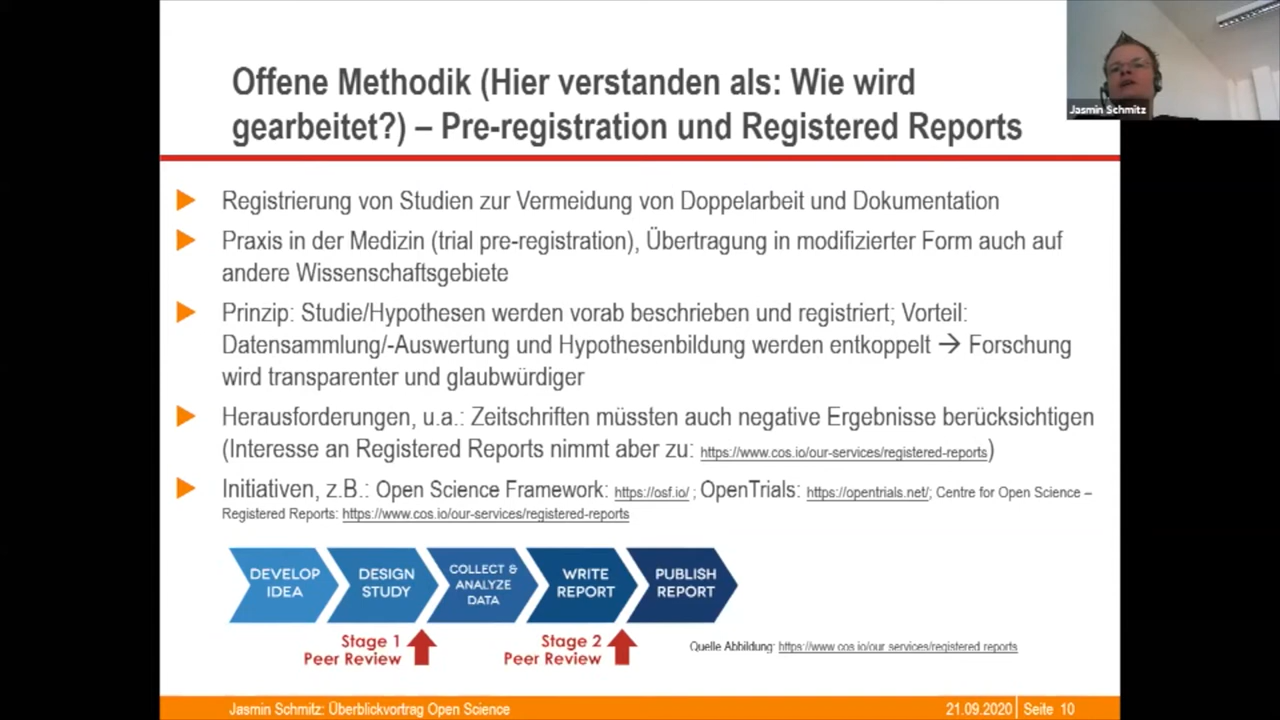 Offene Methodik (Hier verstanden als: Wie wird
gearbeitet?) – Pre-registration und Registered Reports
Jasmin Schmitz
Registrierung von Studien zur Vermeidung von Doppelarbeit und Dokumentation
Praxis in der Medizin (trial pre-registration), Übertragung in modifizierter Form auch auf
andere Wissenschaftsgebiete
Prinzip: Studie/Hypothesen werden vorab beschrieben und registriert; Vorteil:
Datensammlung/-Auswertung und Hypothesenbildung werden entkoppelt → Forschung
wird transparenter und glaubwürdiger
Herausforderungen, u.a.: Zeitschriften müssten auch negative Ergebnisse berücksichtigen
(Interesse an Registered Reports nimmt aber zu: https://www.cos.io/our-services/registered-reports)
Initiativen, z.B.: Open Science Framework: https://osf.io/ ; OpenTrials: https://opentrials.net/; Centre for Open Science –
Registered Reports: https://www.cos.io/our-services/registered-reports
DEVELOP
IDEA
DESIGN
STUDY
COLLECT &
ANALYZE
DATA
WRITE
REPORT
PUBLISH
REPORT
Stage 1
Peer Review
Stage 2
Peer Review
Quelle Abbildung: https://www.cos.io/our-services/registered-reports
Jasmin Schmitz: Überblickvortrag Open Science
21.09.2020 | Seite 10